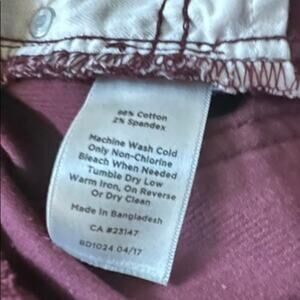 98% Cotton
2% Spandex
Machine Wash Cold
Only Non-Chlorine
Bleach When Needed
Tumble Dry Low
Warm Iron, On Reverse
Or Dry Clean
Made in Bangladesh
CA #23147
BD1024 04/17